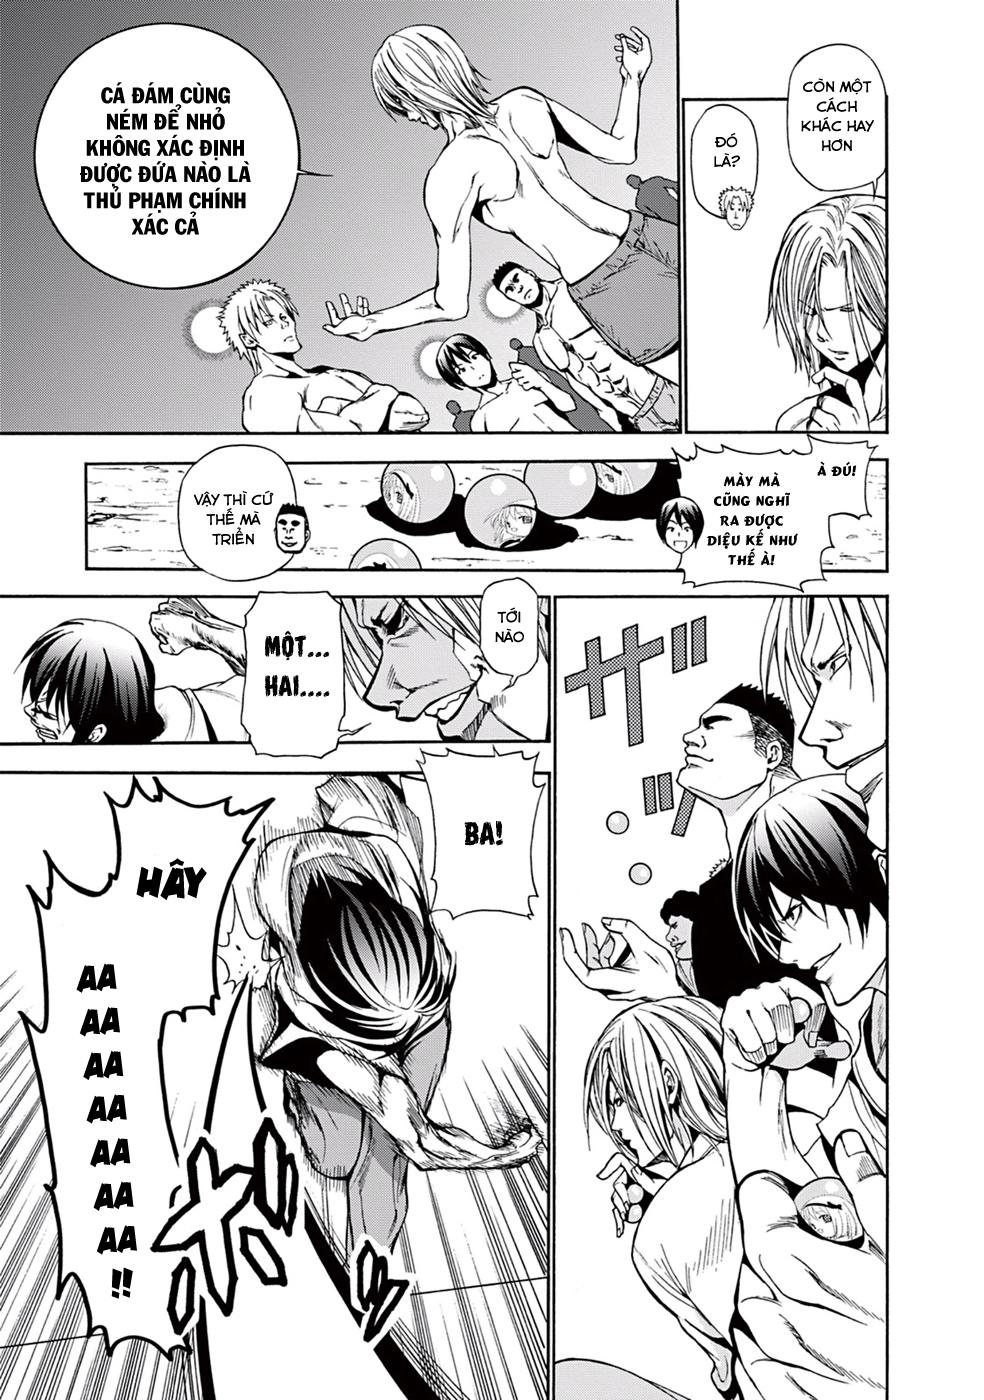 CÒN MỘT
CÁCH
KHÁC HAY
HƠN
ĐÓ
LÀ?
CÁ ĐÁM CÙNG
NÉM ĐỂ NHỎ
KHÔNG XÁC ĐỊNH
ĐƯỢC ĐỨA NÀO LÀ
THỦ PHẠM CHÍNH
XÁC CẢ
À ĐÚ!
MÀY MÀ
CŨNG NGHĨ
RA ĐƯỢC
DIỆU KẾ NHƯ
THẾ À!
VẬY THÌ CỨ
THẾ MÀ
TRIỂN
ザッ
TỚI
NÀO
MỘT...
HAI....
BA!
HÂY
AA
AA
AA
AA
AA
AA
AA
!!